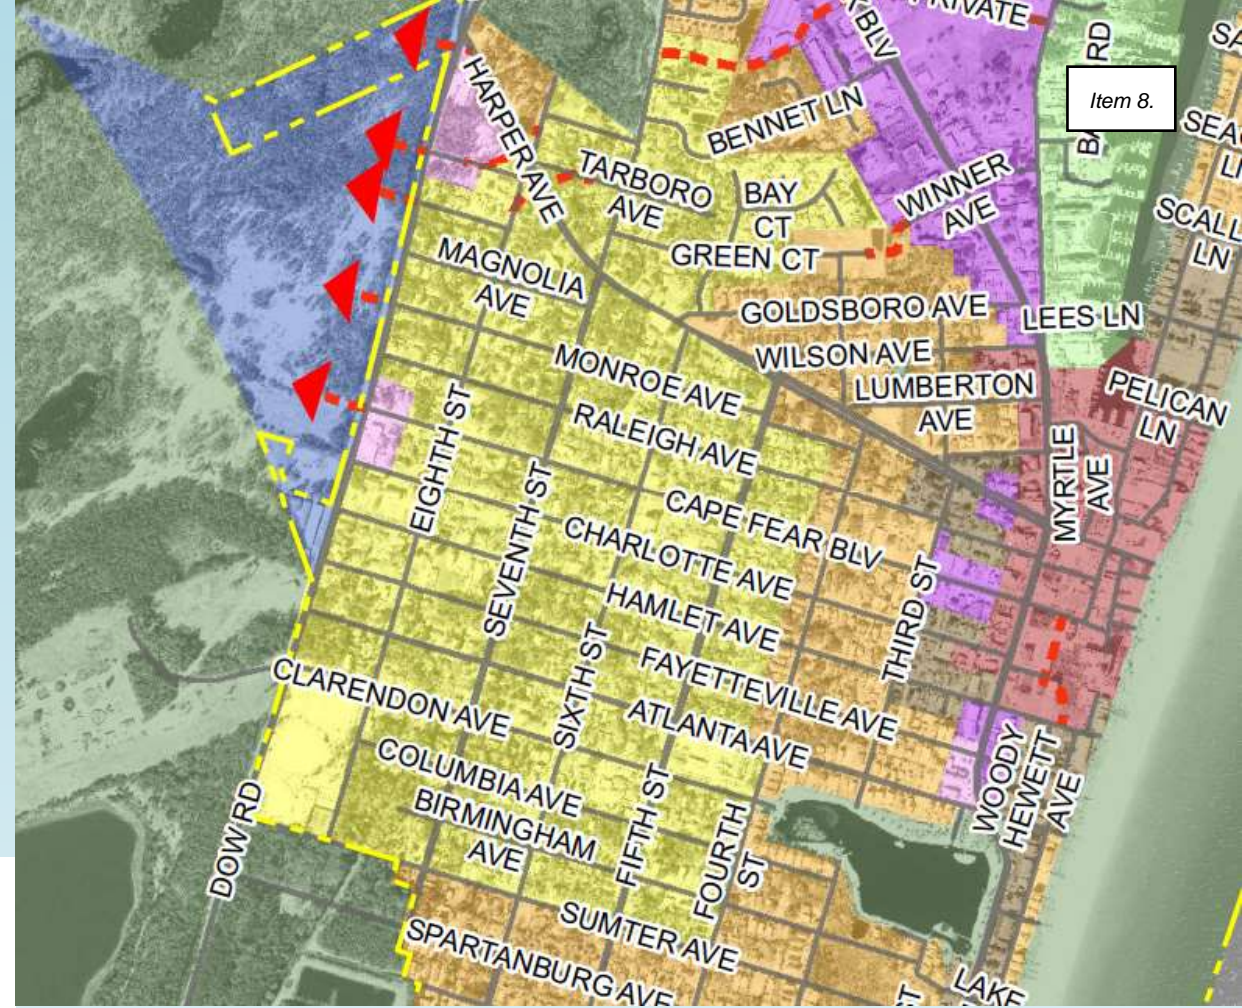 PRIVATE
K BLV
RD
BA
Item 8.
SA
SEA
LI
SCALL
LN
HARPER AVE
BENNET LN
TARBORO
AVE
BAY
CT
WINNER
AVE
GREEN CT
MAGNOLIA
AVE
GOLDSBORO AVE
LEES LN
WILSON AVE
MONROE AVE
LUMBERTON
AVE
PELICAN
LN
RALEIGH AVE
EIGHTH ST
SEVENTH ST
MYRTLE
AVE
CAPE FEAR BLV
CHARLOTTE AVE
HAMLET AVE
THIRD ST
SIXTH ST
FAYETTEVILLE AVE
CLARENDON AVE
ATLANTA AVE
COLUMBIA AVE
BIRMINGHAM
AVE
FIFTH ST
FOURTH
ST
WOODY
HEWETT
AVE
DOW RD
SUMTER AVE
SPARTANBURG AVE
ST
LAKE